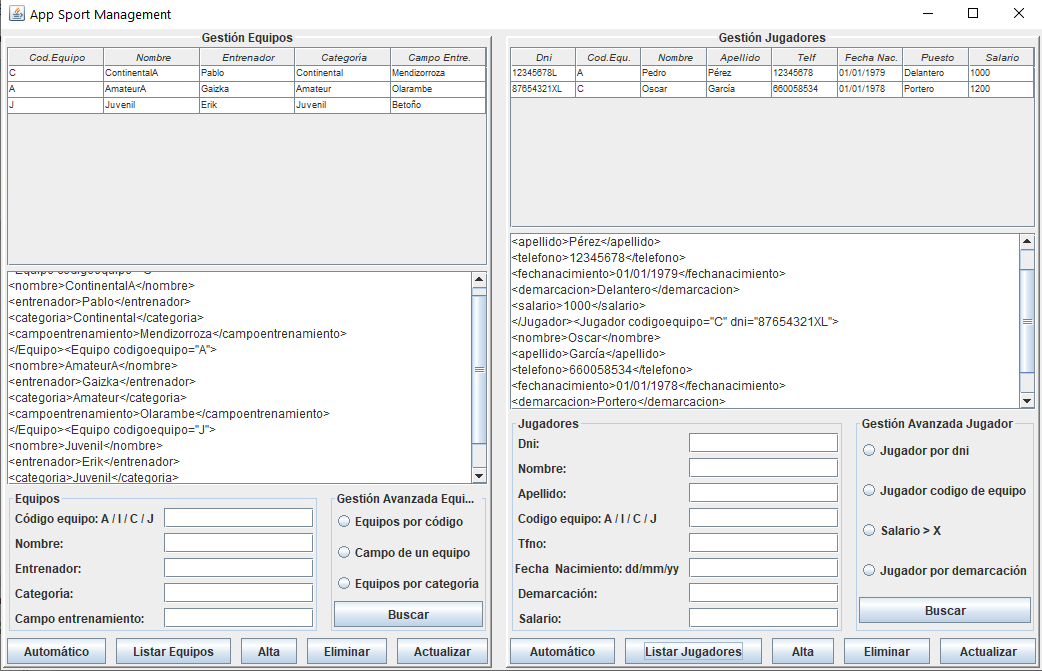 App Sport Management
Gestión Equipos
Cod.Equipo Nombre Entrenador Categoría Campo Entre.
C ContinentalA Pablo Continental Mendizorroza
A AmateurA Gaizka Amateur Olarambe
J Juvenil Erik Juvenil Betoño
<nombre>ContinentalA</nombre>
<entrenador>Pablo</entrenador>
<categoria>Continental</categoria>
<campoentrenamiento>Mendizorroza</campoentrenamiento>
</Equipo><Equipo codigoequipo="A">
<nombre>AmateurA</nombre>
<entrenador>Gaizka</entrenador>
<categoria>Amateur</categoria>
<campoentrenamiento>Olarambe</campoentrenamiento>
</Equipo><Equipo codigoequipo="J">
<nombre>Juvenil</nombre>
<entrenador>Erik</entrenador>
<categoria>Juvenil</categoria>
Equipos
Código equipo: A / I / C / J
Nombre:
Entrenador:
Categoría:
Campo entrenamiento:
Gestión Avanzada Equi...
Equipos por código
Campo de un equipo
Equipos por categoría
Buscar
Automático Listar Equipos Alta Eliminar Actualizar
Gestión Jugadores
Dni Cod.Equ. Nombre Apellido Telf Fecha Nac. Puesto Salario
12345678L A Pedro Pérez 12345678 01/01/1979 Delantero 1000
87654321XL C Oscar García 660058534 01/01/1978 Portero 1200
<apellido>Pérez</apellido>
<telefono>12345678</telefono>
<fechanacimiento>01/01/1979</fechanacimiento>
<demarcacion>Delantero</demarcacion>
<salario>1000</salario>
</Jugador><Jugador codigoequipo="C" dni="87654321XL">
<nombre>Oscar</nombre>
<apellido>García</apellido>
<telefono>660058534</telefono>
<fechanacimiento>01/01/1978</fechanacimiento>
<demarcacion>Portero</demarcacion>
Jugadores
Dni:
Nombre:
Apellido:
Codigo equipo: A / I / C / J
Tfno:
Fecha Nacimiento: dd/mm/yy
Demarcación:
Salario:
Gestión Avanzada Jugador
Jugador por dni
Jugador codigo de equipo
Salario > X
Jugador por demarcación
Buscar
Automático Listar Jugadores Alta Eliminar Actualizar